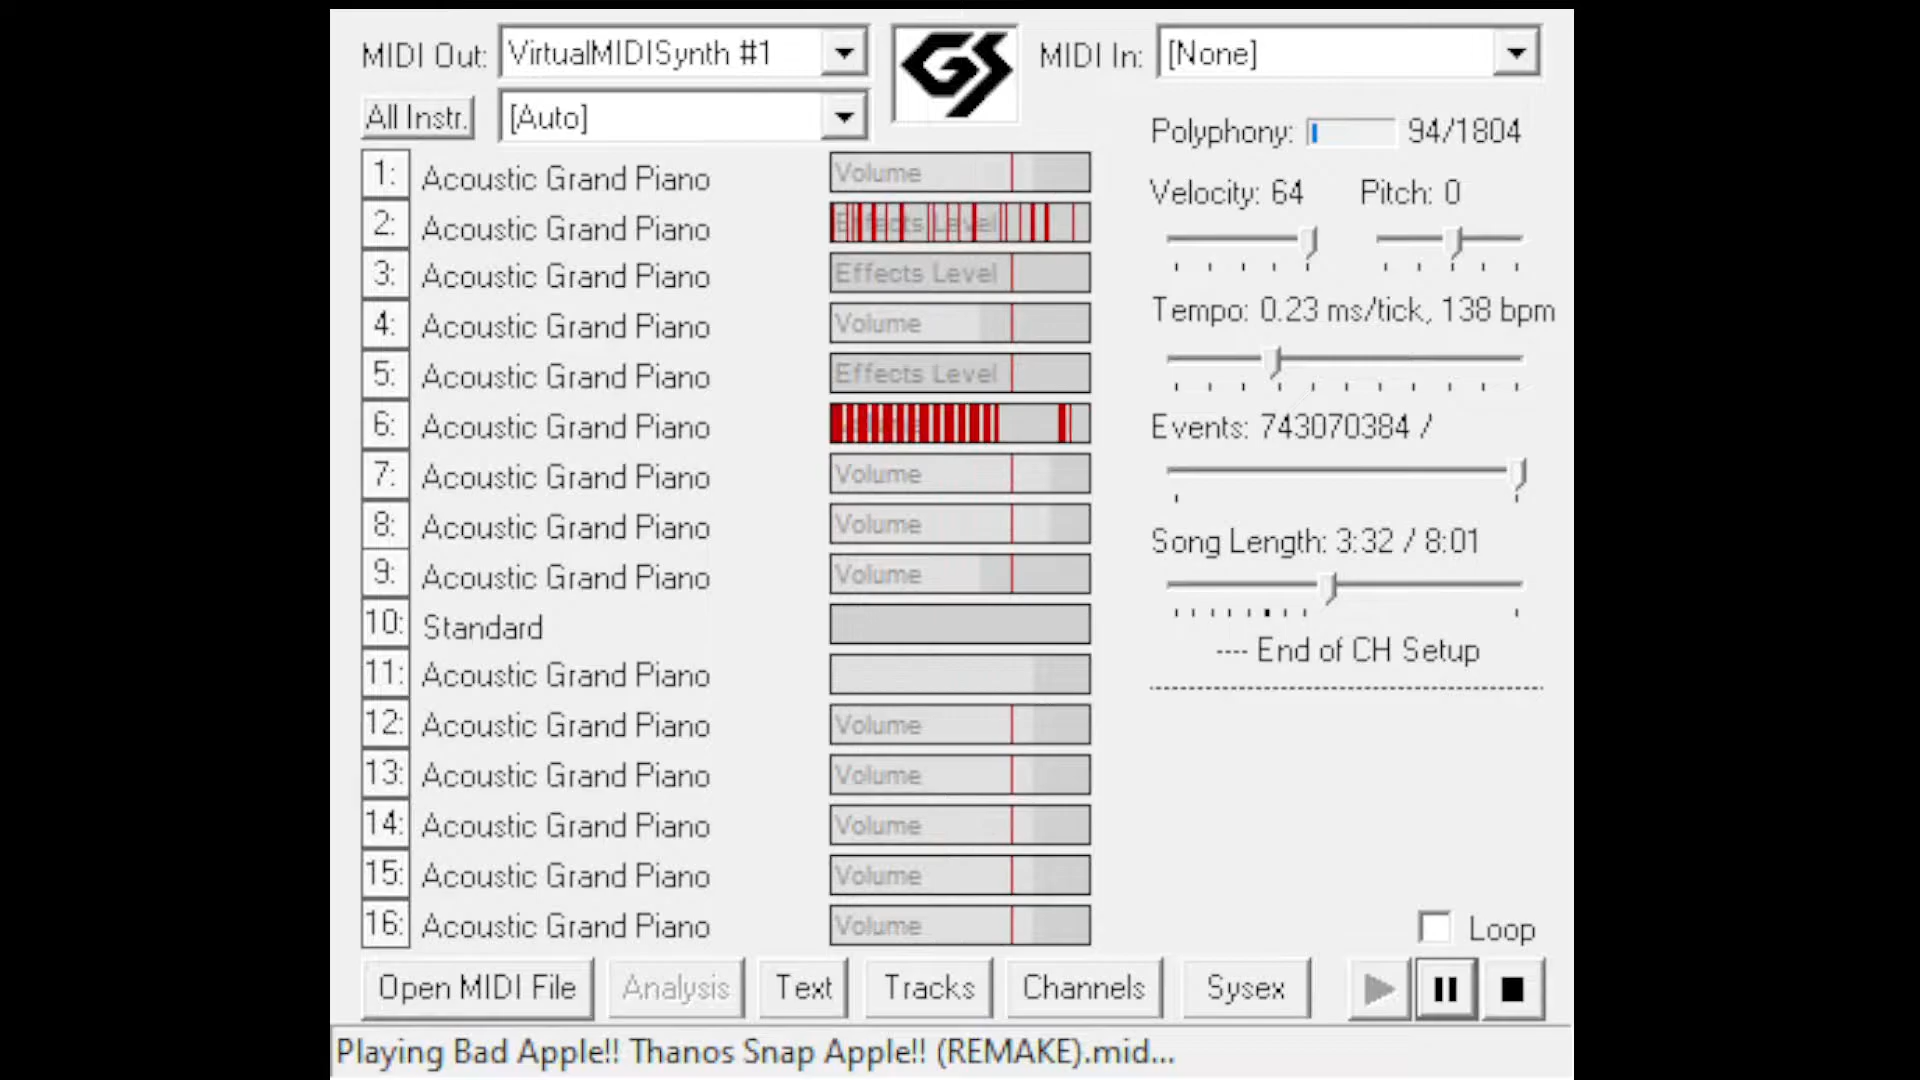 MIDI Out: VirtualMIDISynth #1 GS MIDI In: [None]
All Instr. [Auto]
Polyphony: 94/1804
Velocity: 64 Pitch: 0
Tempo: 0.23 ms/tick, 138 bpm
Events: 743070384 /
Song Length: 3:32 / 8:01
---- End of CH Setup
1: Acoustic Grand Piano Volume
2: Acoustic Grand Piano Effects Level
3: Acoustic Grand Piano Effects Level
4: Acoustic Grand Piano Volume
5: Acoustic Grand Piano Effects Level
6: Acoustic Grand Piano
7: Acoustic Grand Piano Volume
8: Acoustic Grand Piano Volume
9: Acoustic Grand Piano Volume
10: Standard
11: Acoustic Grand Piano
12: Acoustic Grand Piano Volume
13: Acoustic Grand Piano Volume
14: Acoustic Grand Piano Volume
15: Acoustic Grand Piano Volume
16: Acoustic Grand Piano Volume
Loop
Open MIDI File Analysis Text Tracks Channels Sysex
Playing Bad Apple!! Thanos Snap Apple!! (REMAKE).mid...